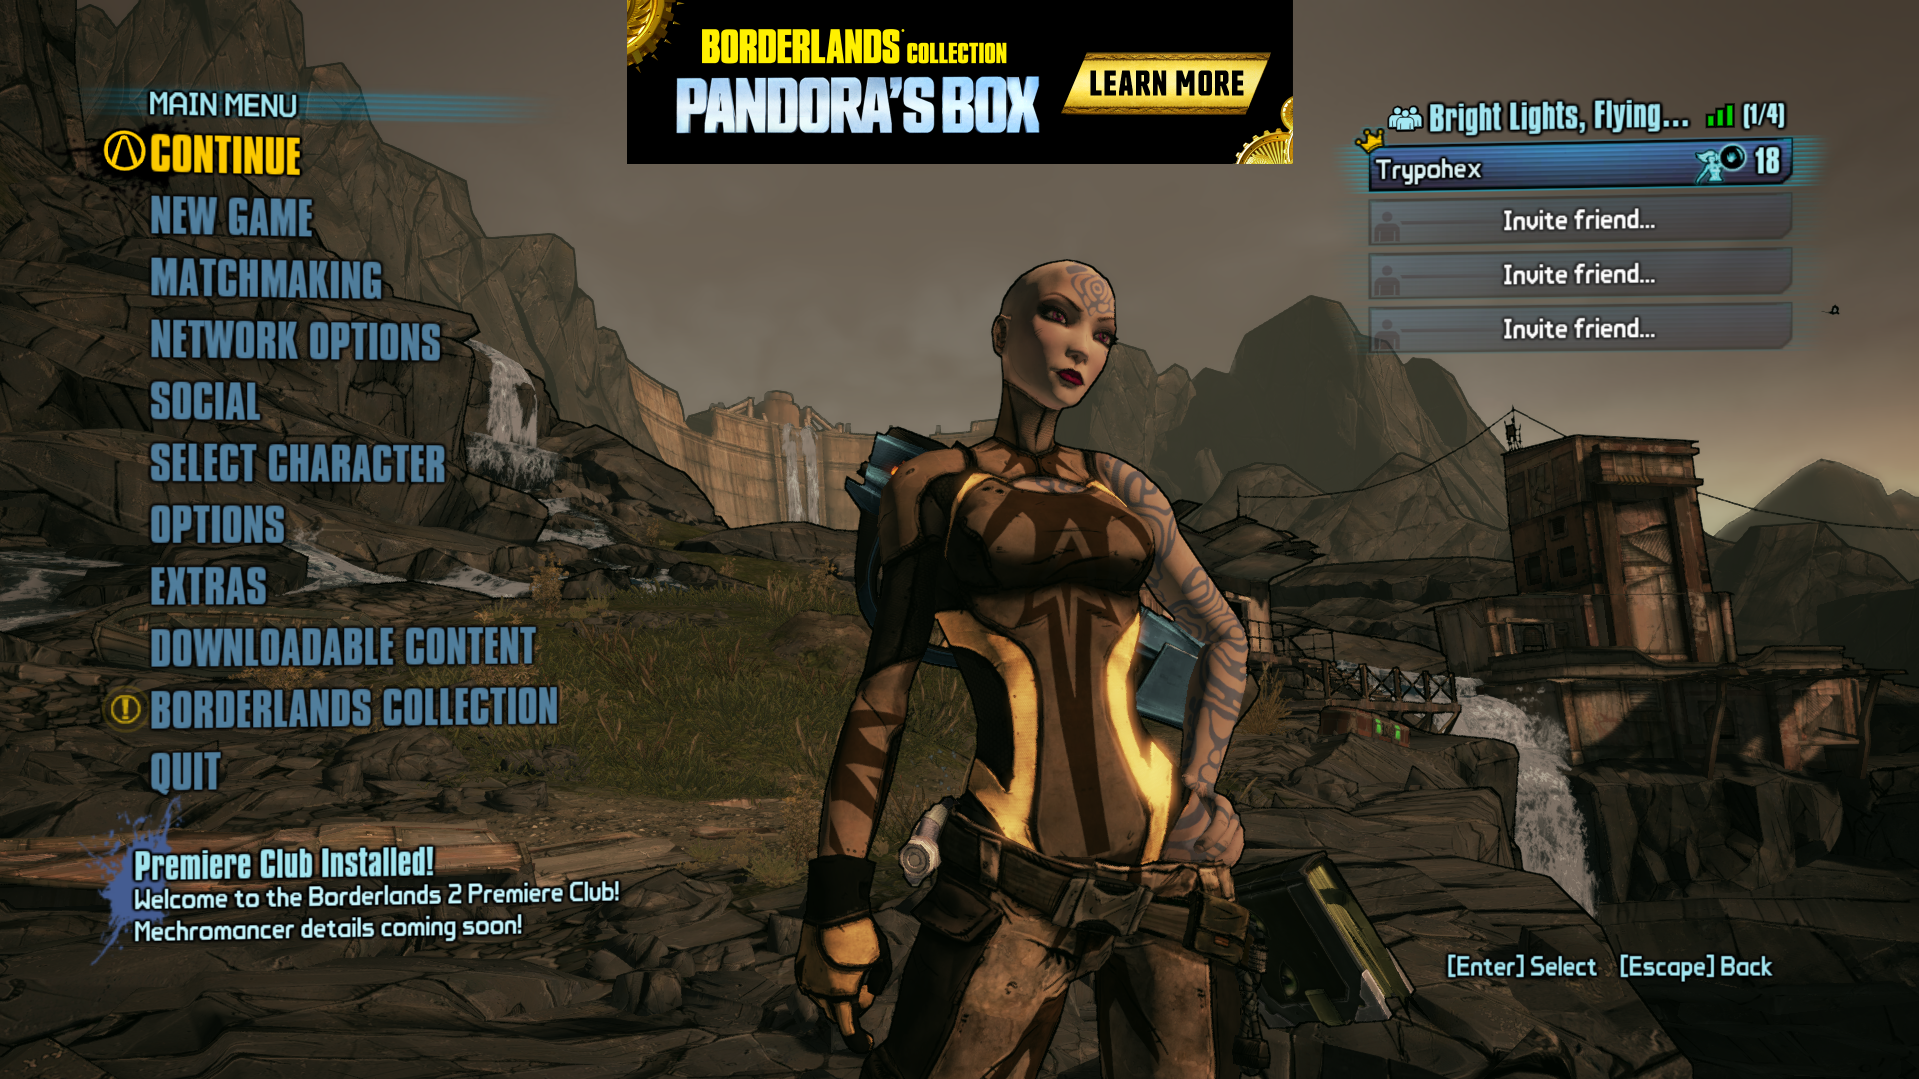 BORDERLANDS COLLECTION
PANDORA'S BOX
LEARN MORE
MAIN MENU
CONTINUE
NEW GAME
MATCHMAKING
NETWORK OPTIONS
SOCIAL
SELECT CHARACTER
OPTIONS
EXTRAS
DOWNLOADABLE CONTENT
BORDERLANDS COLLECTION
QUIT
Premiere Club Installed!
Welcome to the Borderlands 2 Premiere Club!
Mechromancer details coming soon!
Bright Lights, Flying... (1/4)
Trypohex 18
Invite friend...
Invite friend...
Invite friend...
[Enter] Select [Escape] Back